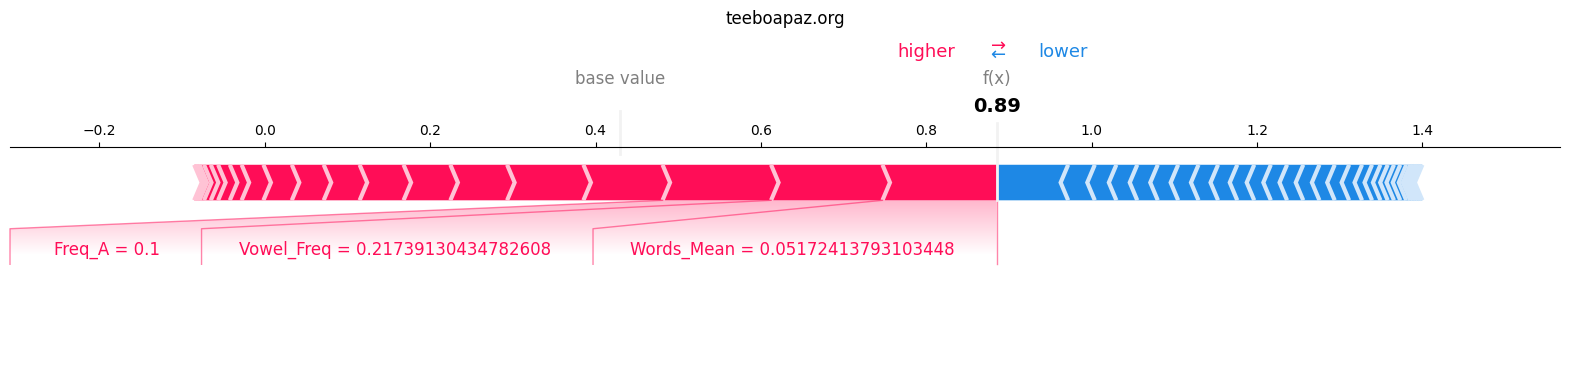 teeboapaz.org
higher ⇄ lower
base value f(x)
0.89
−0.2 0.0 0.2 0.4 0.6 0.8 1.0 1.2 1.4
Freq_A = 0.1 Vowel_Freq = 0.21739130434782608 Words_Mean = 0.05172413793103448